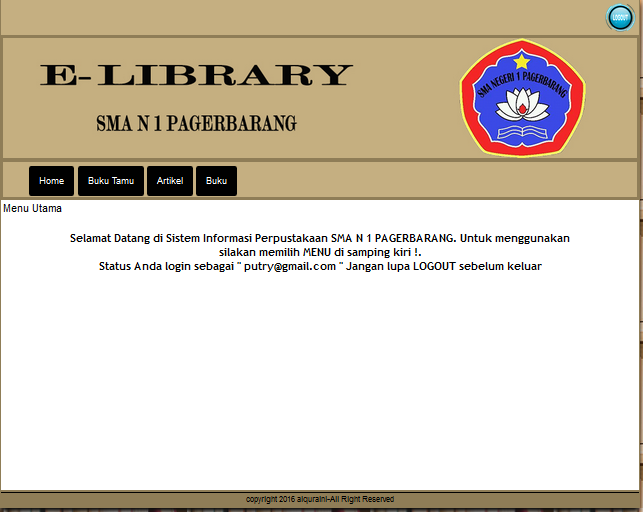 LOGOUT
E-LIBRARY
SMA N 1 PAGERBARANG
SMA NEGERI 1 PAGERBARANG
Home
Buku Tamu
Artikel
Buku
Menu Utama
Selamat Datang di Sistem Informasi Perpustakaan SMA N 1 PAGERBARANG. Untuk menggunakan
silakan memilih MENU di samping kiri !.
Status Anda login sebagai " putry@gmail.com " Jangan lupa LOGOUT sebelum keluar
copyright 2016 alquraini-All Right Reserved